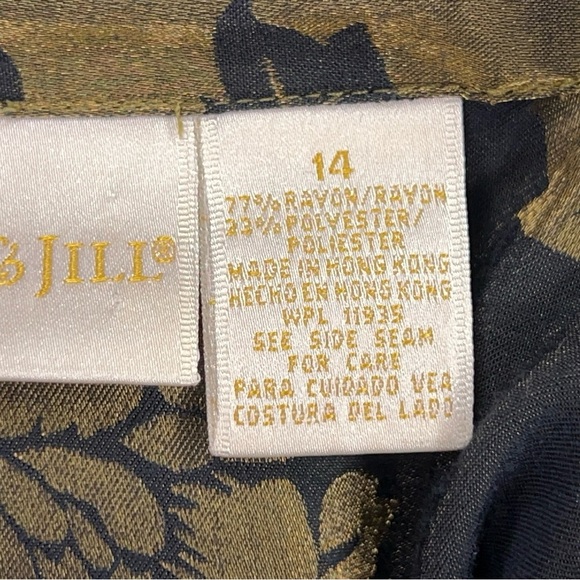 & JILL®
14
77% RAYON/RAYON
23% POLYESTER/
POLIESTER
MADE IN HONG KONG
HECHO EN HONG KONG
WPL 11935
SEE SIDE SEAM
FOR CARE
PARA CUIDADO VEA
COSTURA DEL LADO